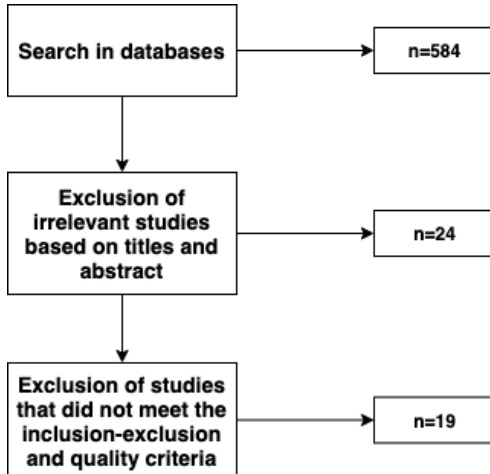 Search in databases
n=584
Exclusion of
irrelevant studies
based on titles and
abstract
n=24
Exclusion of studies
that did not meet the
inclusion-exclusion
and quality criteria
n=19